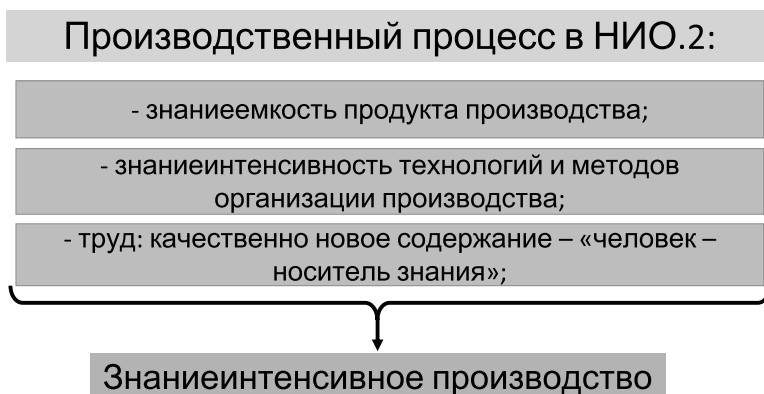 Производственный процесс в НИО.2:
- знаниеемкость продукта производства;
- знаниеинтенсивность технологий и методов
организации производства;
- труд: качественно новое содержание – «человек –
носитель знания»;
Знаниеинтенсивное производство